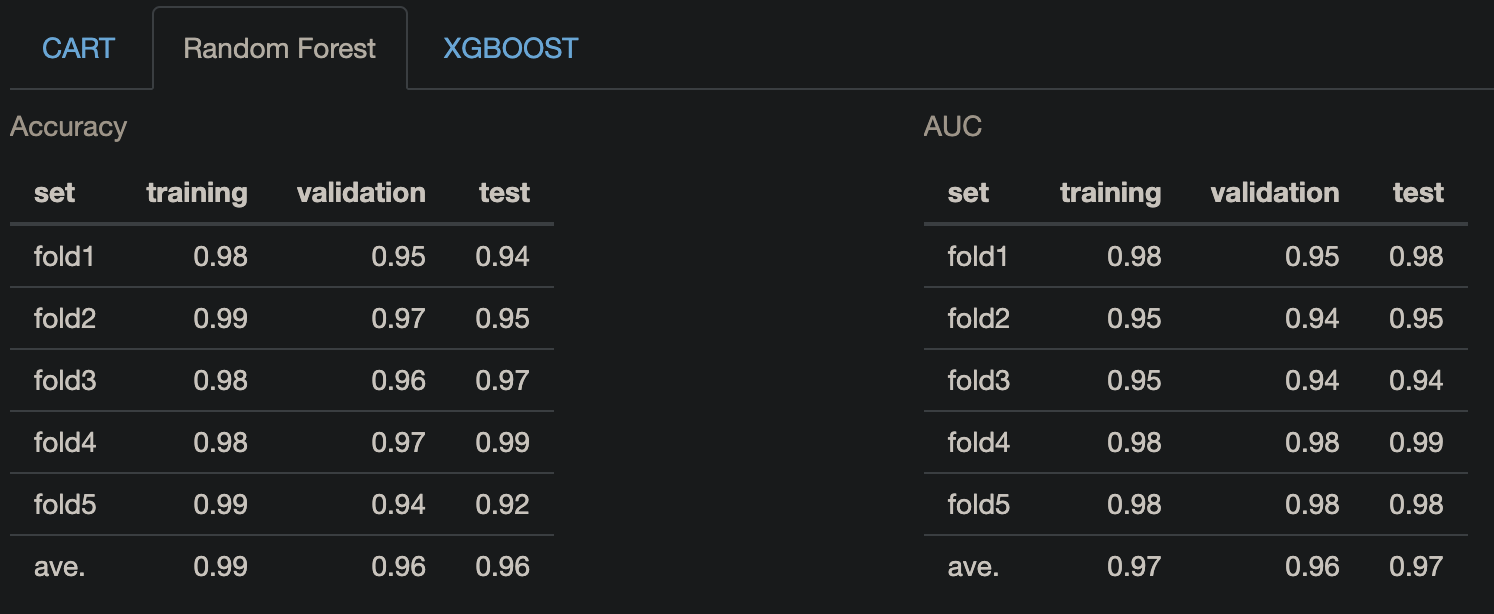 CART Random Forest XGBOOST
Accuracy
set training validation test
fold1 0.98 0.95 0.94
fold2 0.99 0.97 0.95
fold3 0.98 0.96 0.97
fold4 0.98 0.97 0.99
fold5 0.99 0.94 0.92
ave. 0.99 0.96 0.96
AUC
set training validation test
fold1 0.98 0.95 0.98
fold2 0.95 0.94 0.95
fold3 0.95 0.94 0.94
fold4 0.98 0.98 0.99
fold5 0.98 0.98 0.98
ave. 0.97 0.96 0.97